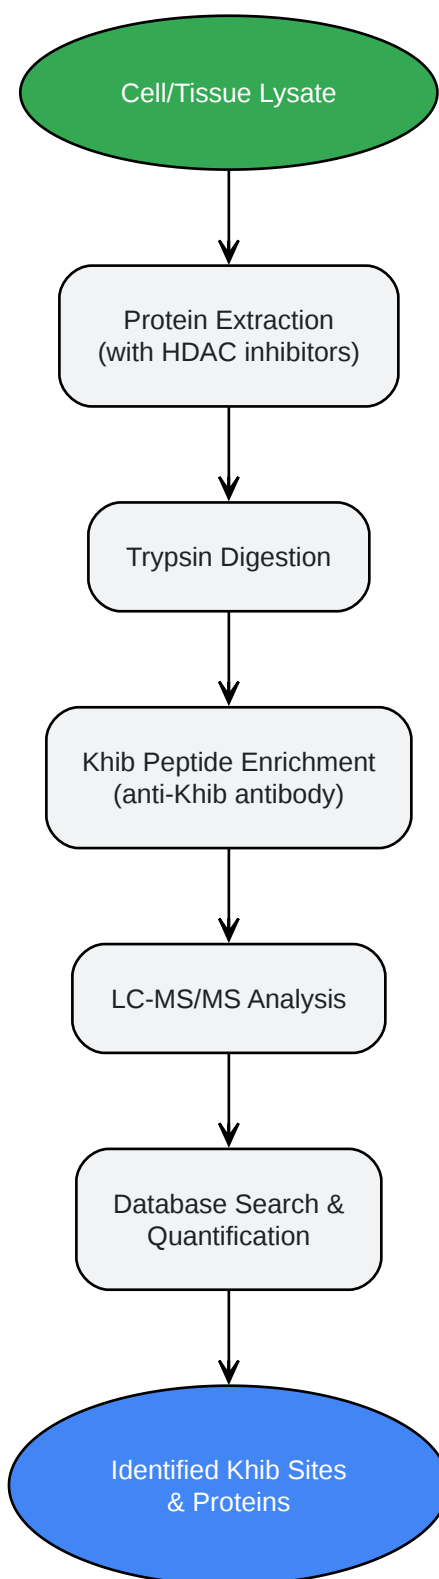 Cell/Tissue Lysate
Protein Extraction
(with HDAC inhibitors)
Trypsin Digestion
Khib Peptide Enrichment
(anti-Khib antibody)
LC-MS/MS Analysis
Database Search &
Quantification
Identified Khib Sites
& Proteins